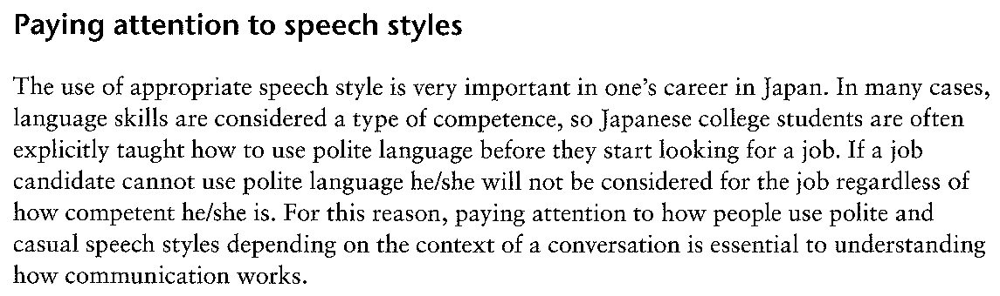 Paying attention to speech styles
The use of appropriate speech style is very important in one's career in Japan. In many cases,
language skills are considered a type of competence, so Japanese college students are often
explicitly taught how to use polite language before they start looking for a job. If a job
candidate cannot use polite language he/she will not be considered for the job regardless of
how competent he/she is. For this reason, paying attention to how people use polite and
casual speech styles depending on the context of a conversation is essential to understanding
how communication works.